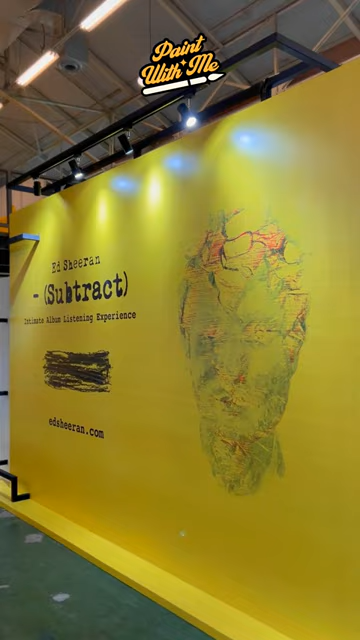 Paint
With Me
Ed Sheeran
- (Subtract)
Intimate Album Listening Experience
edsheeran.com